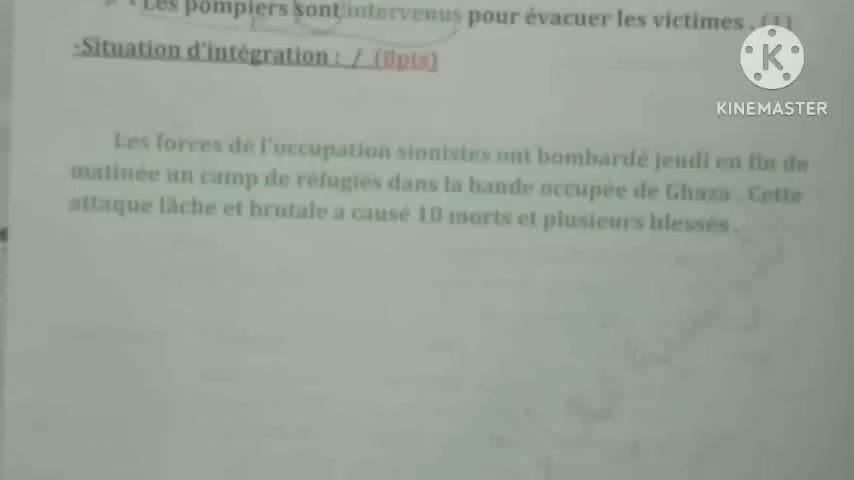 Les pompiers sont intervenus pour évacuer les victimes . (1)
-Situation d'intégration : / (8pts)
KINEMASTER
Les forces de l'occupation sionistes ont bombardé jeudi en fin de
matinée un camp de réfugiés dans la bande occupée de Ghaza . Cette
attaque lâche et brutale a causé 10 morts et plusieurs blessés .